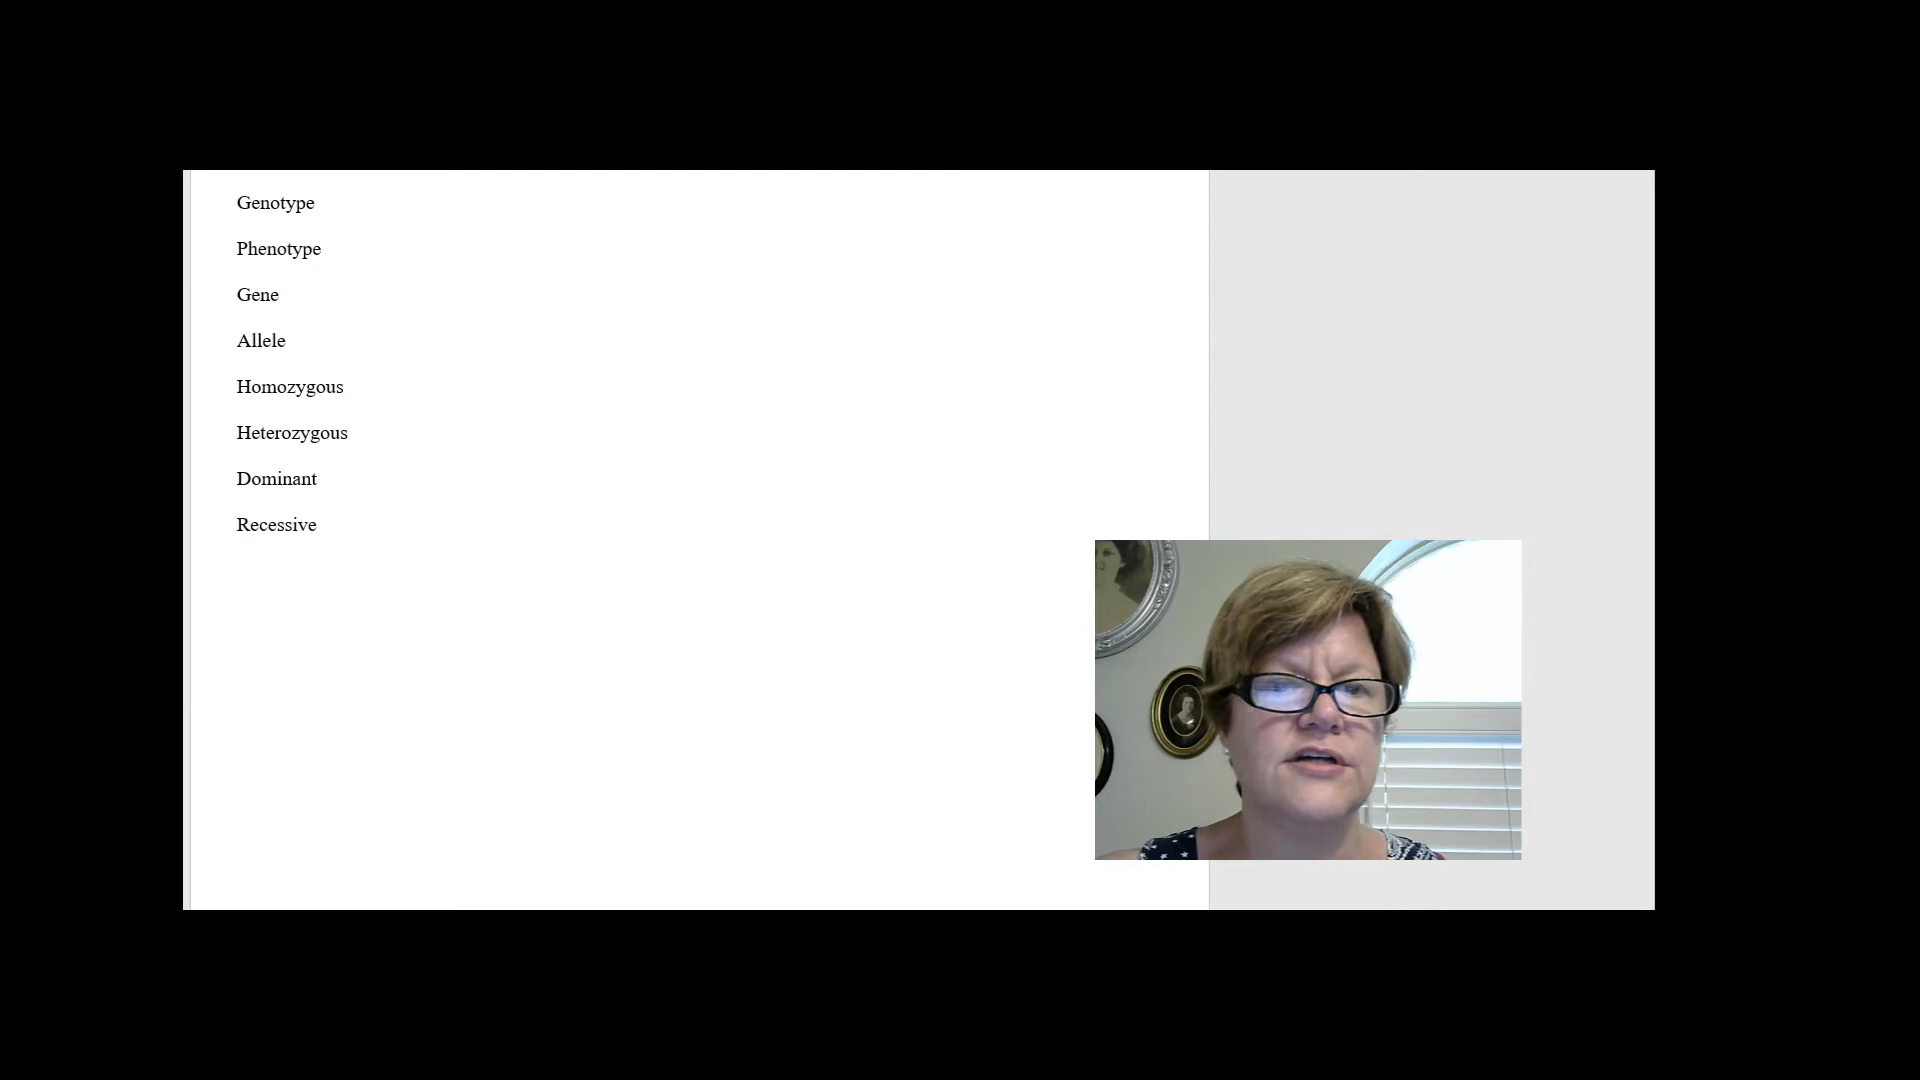 Genotype
Phenotype
Gene
Allele
Homozygous
Heterozygous
Dominant
Recessive